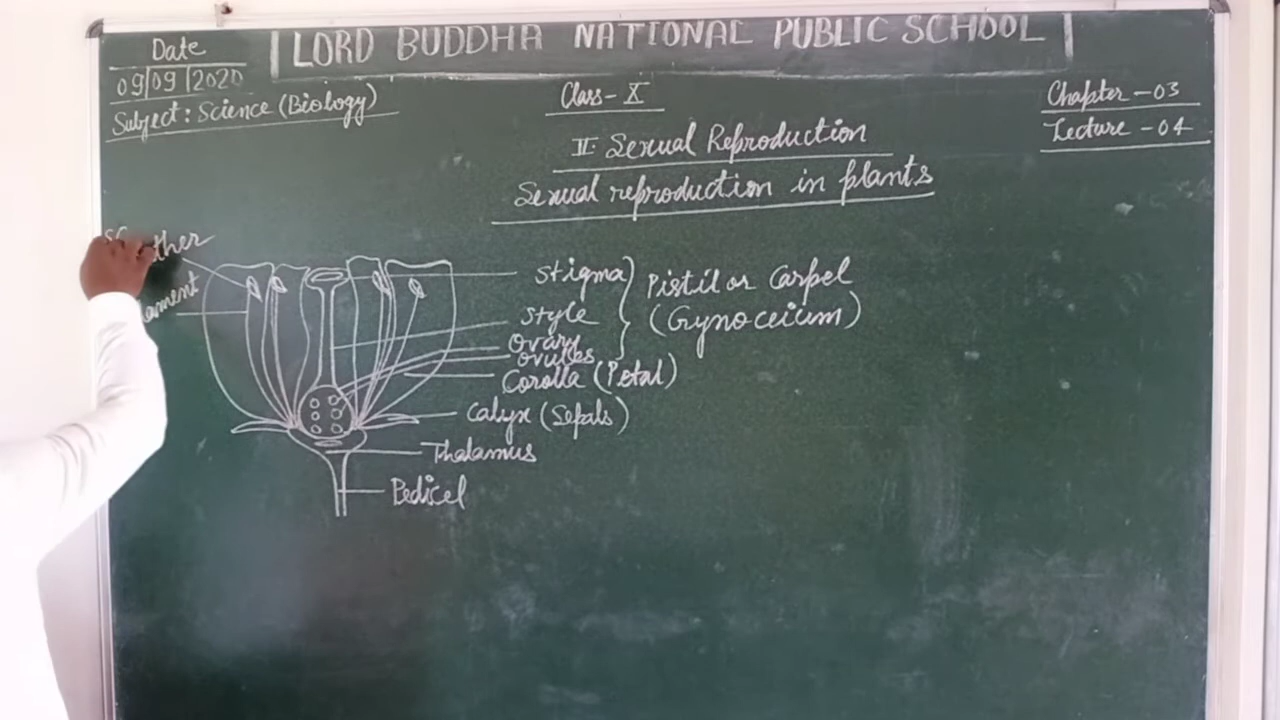 Date
09/09/2020
Subject: Science (Biology)
LORD BUDDHA NATIONAL PUBLIC SCHOOL
Class - X
Chapter - 03
Lecture - 04
II. Sexual Reproduction
Sexual reproduction in plants
Stigma
Style
Ovary
Ovules
Pistil or Carpel
(Gynoceium)
Corolla (Petal)
Calyx (Sepals)
Thalamus
Pedicel